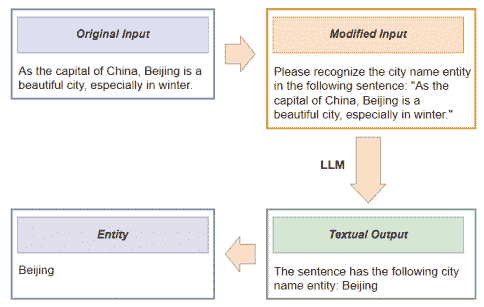 Original Input
As the capital of China, Beijing is a
beautiful city, especially in winter.
Modified Input
Please recognize the city name entity
in the following sentence: "As the
capital of China, Beijing is a
beautiful city, especially in winter."
LLM
Textual Output
The sentence has the following city
name entity: Beijing
Entity
Beijing